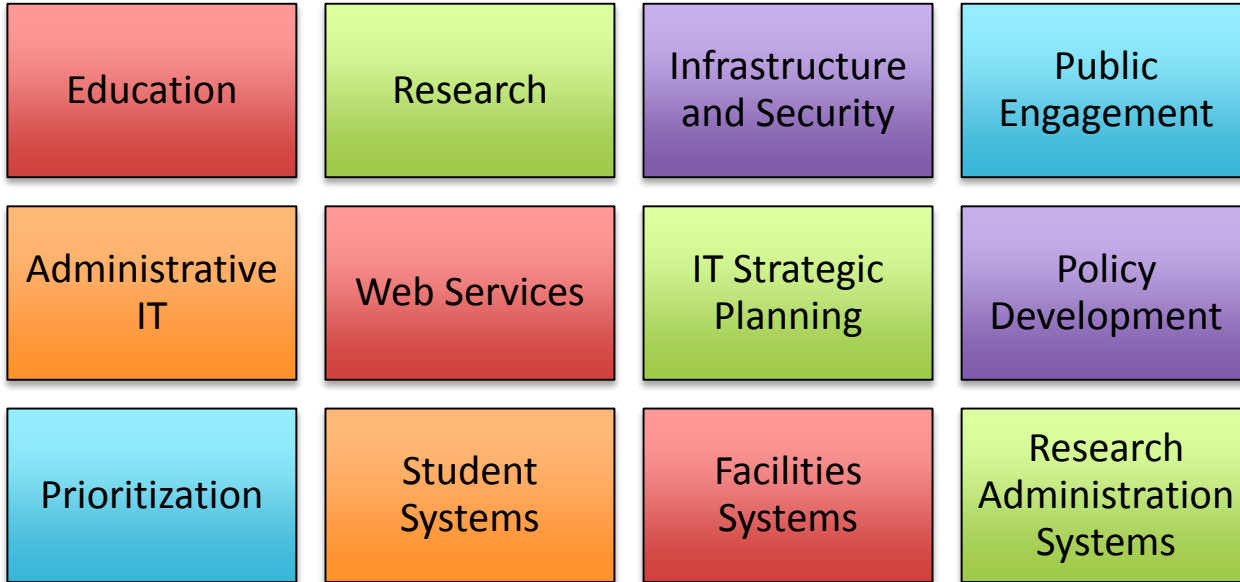 Education
Research
Infrastructure
and Security
Public
Engagement
Administrative
IT
Web Services
IT Strategic
Planning
Policy
Development
Prioritization
Student
Systems
Facilities
Systems
Research
Administration
Systems